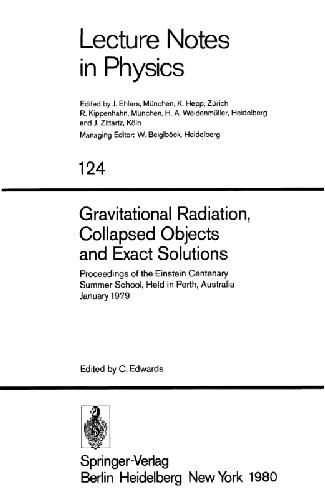 Lecture Notes
in Physics
Edited by J. Ehlers, München, K. Hepp, Zürich
R. Kippenhahn, München, H. A. Weidenmüller, Heidelberg
and J. Zittartz, Köln
Managing Editor: W. Beiglböck, Heidelberg
124
Gravitational Radiation,
Collapsed Objects
and Exact Solutions
Proceedings of the Einstein Centenary
Summer School, Held in Perth, Australia
January 1979
Edited by C. Edwards
Springer-Verlag
Berlin Heidelberg New York 1980